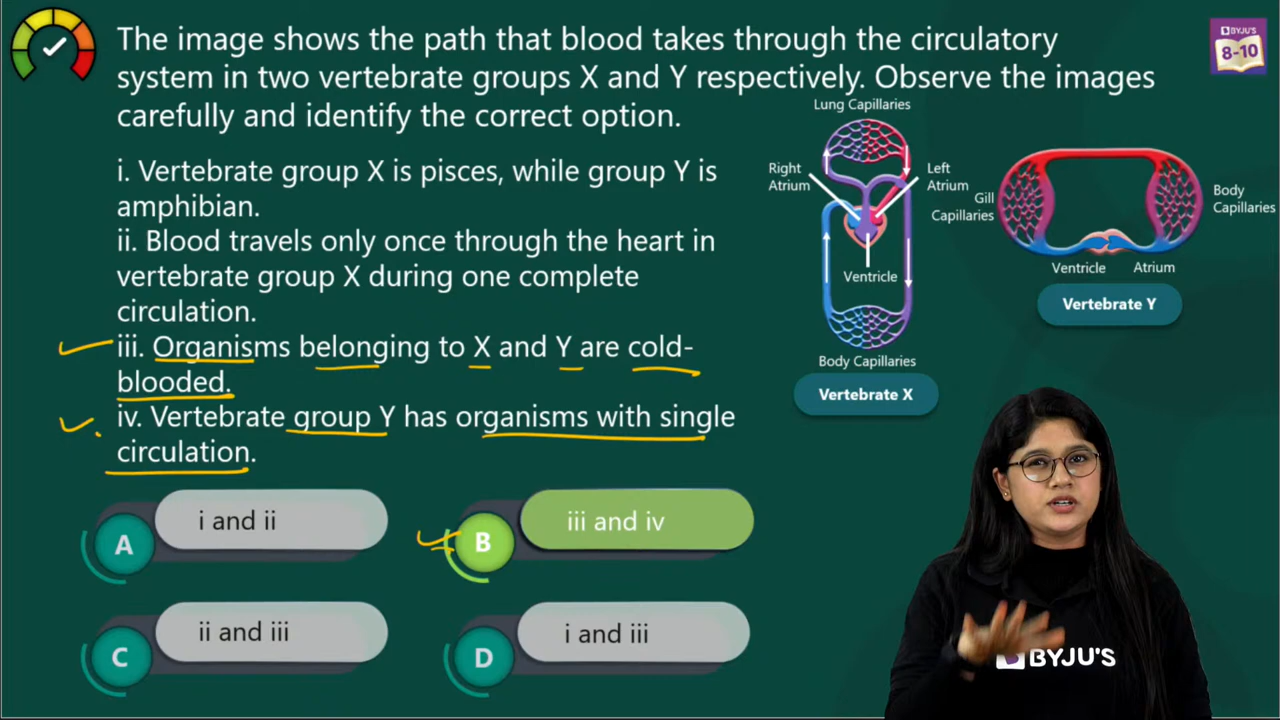 The image shows the path that blood takes through the circulatory
system in two vertebrate groups X and Y respectively. Observe the images
carefully and identify the correct option.
BYJU'S
8-10
i. Vertebrate group X is pisces, while group Y is
amphibian.
ii. Blood travels only once through the heart in
vertebrate group X during one complete
circulation.
iii. Organisms belonging to X and Y are cold-
blooded.
iv. Vertebrate group Y has organisms with single
circulation.
Lung Capillaries
Right
Atrium
Left
Atrium
Ventricle
Body Capillaries
Vertebrate X
Gill
Capillaries
Body
Capillaries
Ventricle
Atrium
Vertebrate Y
A
i and ii
B
iii and iv
C
ii and iii
D
i and iii
BYJU'S